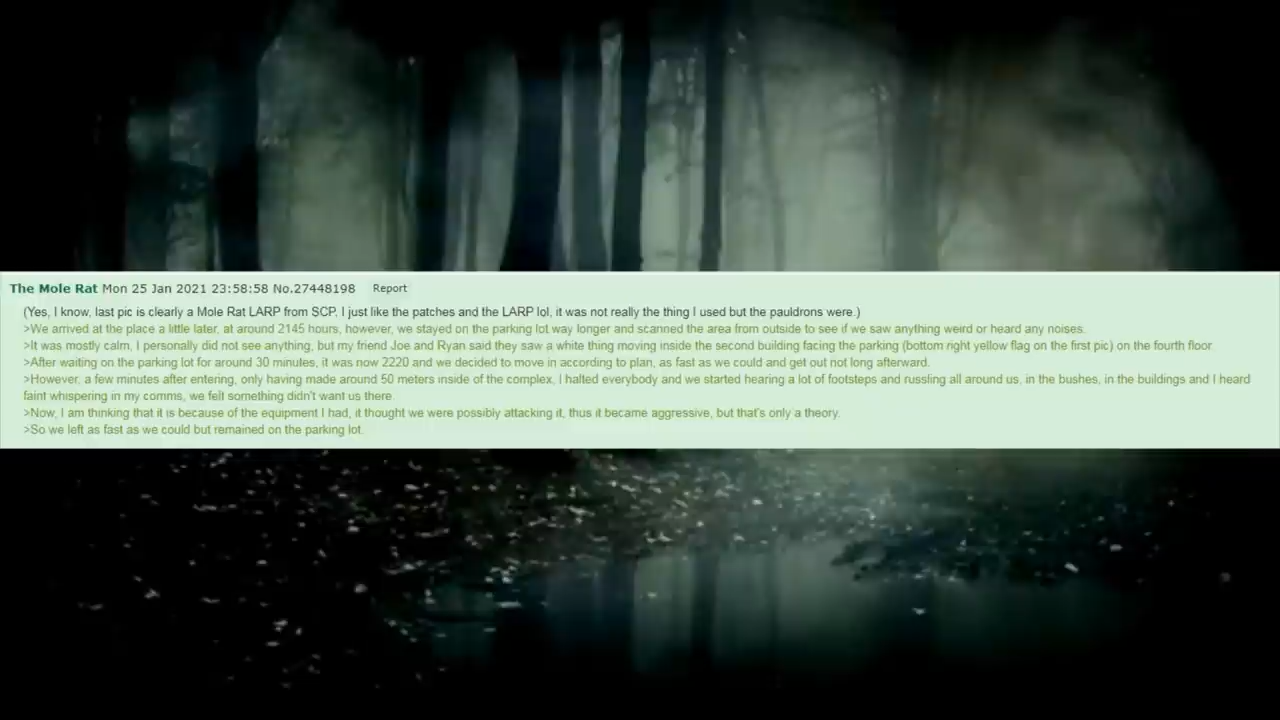 The Mole Rat Mon 25 Jan 2021 23:58:58 No.27448198 Report
(Yes, I know, last pic is clearly a Mole Rat LARP from SCP, I just like the patches and the LARP lol, it was not really the thing I used but the pauldrons were.)
>We arrived at the place a little later, at around 2145 hours, however, we stayed on the parking lot way longer and scanned the area from outside to see if we saw anything weird or heard any noises.
>It was mostly calm, I personally did not see anything, but my friend Joe and Ryan said they saw a white thing moving inside the second building facing the parking (bottom right yellow flag on the first pic) on the fourth floor.
>After waiting on the parking lot for around 30 minutes, it was now 2220 and we decided to move in according to plan, as fast as we could and get out not long afterward.
>However, a few minutes after entering, only having made around 50 meters inside of the complex, I halted everybody and we started hearing a lot of footsteps and russling all around us, in the bushes, in the buildings and I heard
faint whispering in my comms, we felt something didn't want us there.
>Now, I am thinking that it is because of the equipment I had, it thought we were possibly attacking it, thus it became aggressive, but that's only a theory.
>So we left as fast as we could but remained on the parking lot.